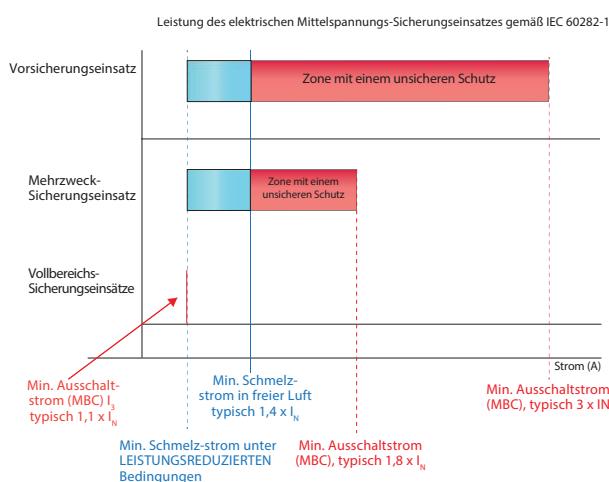 Leistung des elektrischen Mittelspannungs-Sicherungseinsatzes gemäß IEC 60282-1
Vorsicherungseinsatz
Zone mit einem unsicheren Schutz
Mehrzweck-
Sicherungseinsatz
Zone mit einem
unsicheren Schutz
Vollbereichs-
Sicherungseinsätze
Strom (A)
Min. Ausschalt-
strom (MBC) I3
typisch 1,1 x IN
Min. Schmelz-
strom in freier Luft
typisch 1,4 x IN
Min. Ausschaltstrom
(MBC), typisch 3 x IN
Min. Schmelz-strom unter
LEISTUNGSREDUZIERTEN
Bedingungen
Min. Ausschaltstrom
(MBC), typisch 1,8 x IN